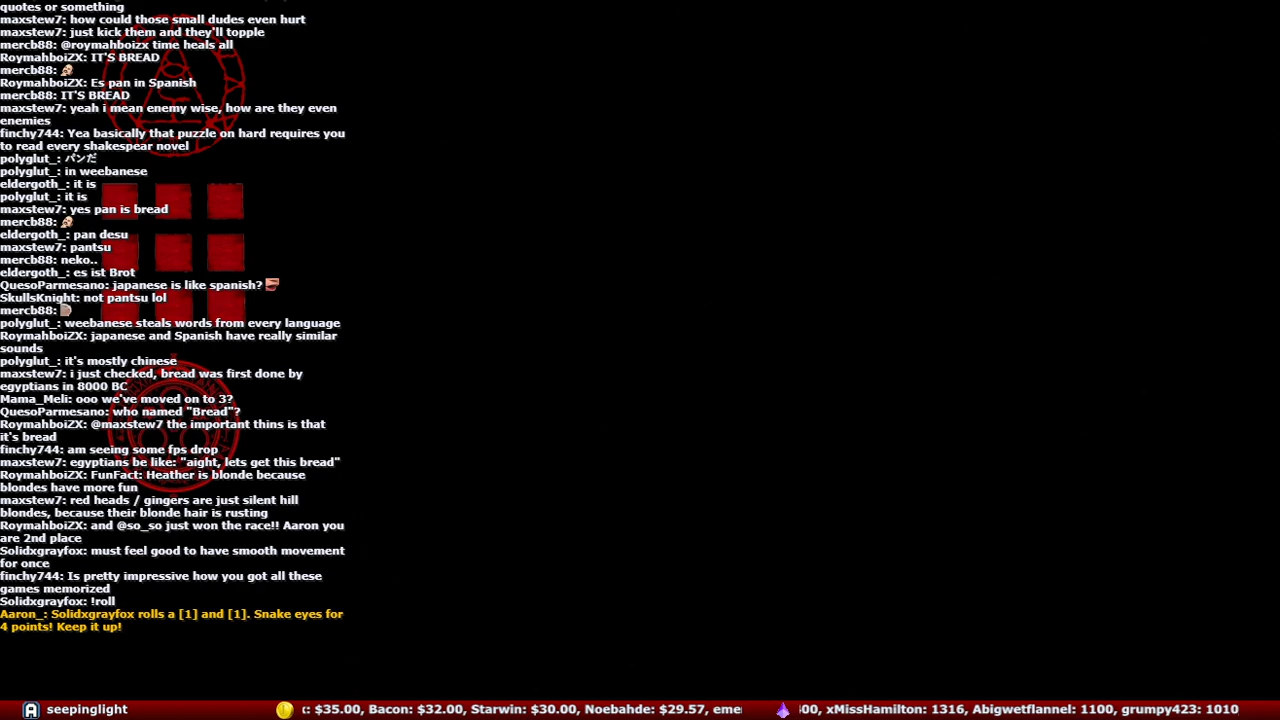 quotes or something
maxstew7: how could those small dudes even hurt
maxstew7: just kick them and they'll topple
mercb88: @roymahboizx time heals all
RoymahboiZX: IT'S BREAD
mercb88:
RoymahboiZX: Es pan in Spanish
mercb88: IT'S BREAD
maxstew7: yeah i mean enemy wise, how are they even
enemies
finchy744: Yea basically that puzzle on hard requires you
to read every shakespear novel
polyglut_: パンだ
polyglut_: in weebanese
eldergoth_: it is
polyglut_: it is
maxstew7: yes pan is bread
mercb88:
eldergoth_: pan desu
maxstew7: pantsu
mercb88: neko..
eldergoth_: es ist Brot
QuesoParmesano: japanese is like spanish?
SkullsKnight: not pantsu lol
mercb88:
polyglut_: weebanese steals words from every language
RoymahboiZX: japanese and Spanish have really similar
sounds
polyglut_: it's mostly chinese
maxstew7: i just checked, bread was first done by
egyptians in 8000 BC
Mama_Meli: ooo we've moved on to 3?
QuesoParmesano: who named "Bread"?
RoymahboiZX: @maxstew7 the important thins is that
it's bread
finchy744: am seeing some fps drop
maxstew7: egyptians be like: "aight, lets get this bread"
RoymahboiZX: FunFact: Heather is blonde because
blondes have more fun
maxstew7: red heads / gingers are just silent hill
blondes, because their blonde hair is rusting
RoymahboiZX: and @so_so just won the race!! Aaron you
are 2nd place
Solidxgrayfox: must feel good to have smooth movement
for once
finchy744: Is pretty impressive how you got all these
games memorized
Solidxgrayfox: !roll
Aaron_: Solidxgrayfox rolls a [1] and [1]. Snake eyes for
4 points! Keep it up!
A seepinglight : $35.00, Bacon: $32.00, Starwin: $30.00, Noebahde: $29.57, eme 00, xMissHamilton: 1316, Abigwetflannel: 1100, grumpy423: 1010